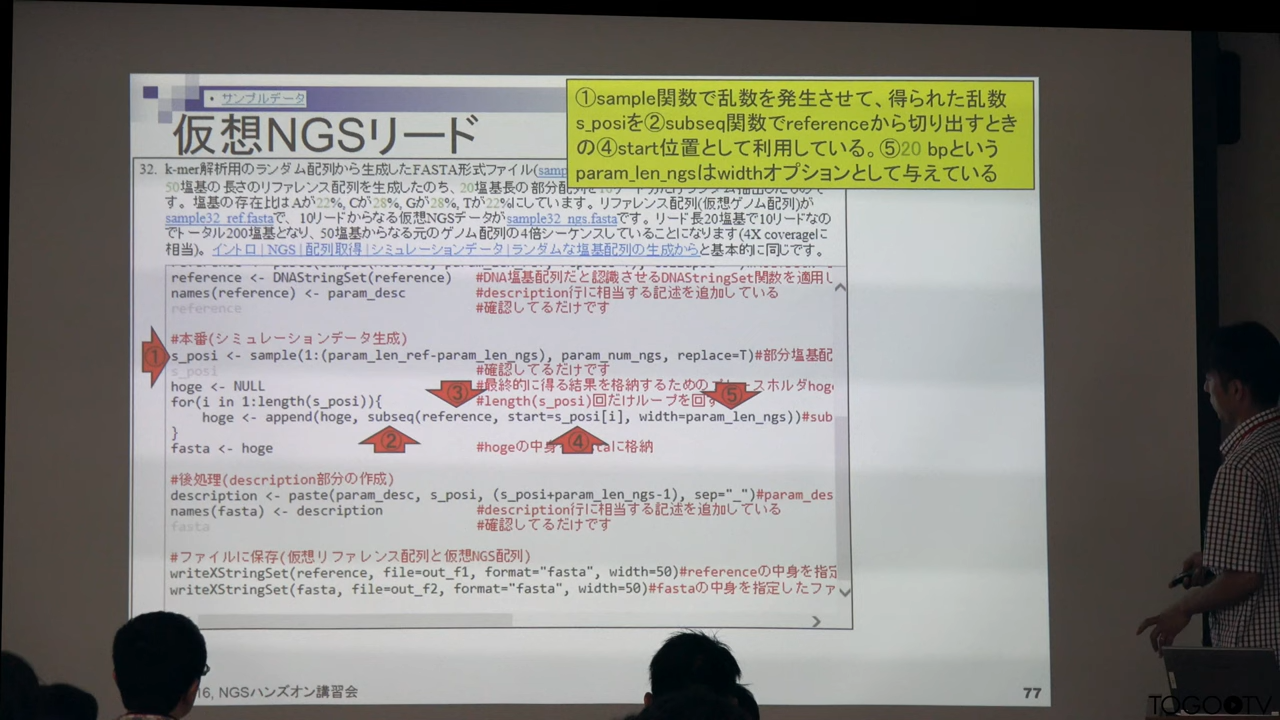 ・サンプルデータ
仮想NGSリード
①sample関数で乱数を発生させて、得られた乱数
s_posiを②subseq関数でreferenceから切り出すとき
の④start位置として利用している。⑤20 bpという
param_len_ngsはwidthオプションとして与えている
32. k-mer解析用のランダム配列から生成したFASTA形式ファイル(samp
50塩基の長さのリファレンス配列を生成したのち、20塩基長の部分配列を
す。塩基の存在比はAが22%, Cが28%, Gが28%, Tが22%にしています。リファレンス配列(仮想ゲノム配列)が
sample32_ref.fastaで、10リードからなる仮想NGSデータがsample32_ngs.fastaです。リード長20塩基で10リードなの
でトータル200塩基となり、50塩基からなる元のゲノム配列の4倍シーケンスしていることになります(4X coverageに
相当)。イントロ | NGS | 配列取得 | シミュレーションデータ | ランダムな塩基配列の生成からと基本的に同じです。
reference <- DNAStringSet(reference) #DNA塩基配列だと認識させるDNAStringSet関数を適用し
names(reference) <- param_desc #description行に相当する記述を追加している
reference #確認してるだけです
#本番(シミュレーションデータ生成)
① s_posi <- sample(1:(param_len_ref-param_len_ngs), param_num_ngs, replace=T)#部分塩基配
s_posi #確認してるだけです
hoge <- NULL #最終的に得る結果を格納するための
③ ⑤
for(i in 1:length(s_posi)){ #length(s_posi)回だけループを回す
hoge <- append(hoge, subseq(reference, start=s_posi[i], width=param_len_ngs))#sub
} ② ④
fasta <- hoge #hogeの中身
#後処理(description部分の作成)
description <- paste(param_desc, s_posi, (s_posi+param_len_ngs-1), sep="_")#param_des
names(fasta) <- description #description行に相当する記述を追加している
fasta #確認してるだけです
#ファイルに保存(仮想リファレンス配列と仮想NGS配列)
writeXStringSet(reference, file=out_f1, format="fasta", width=50)#referenceの中身を指定
writeXStringSet(fasta, file=out_f2, format="fasta", width=50)#fastaの中身を指定したファ
16, NGSハンズオン講習会
77
TOGOTV